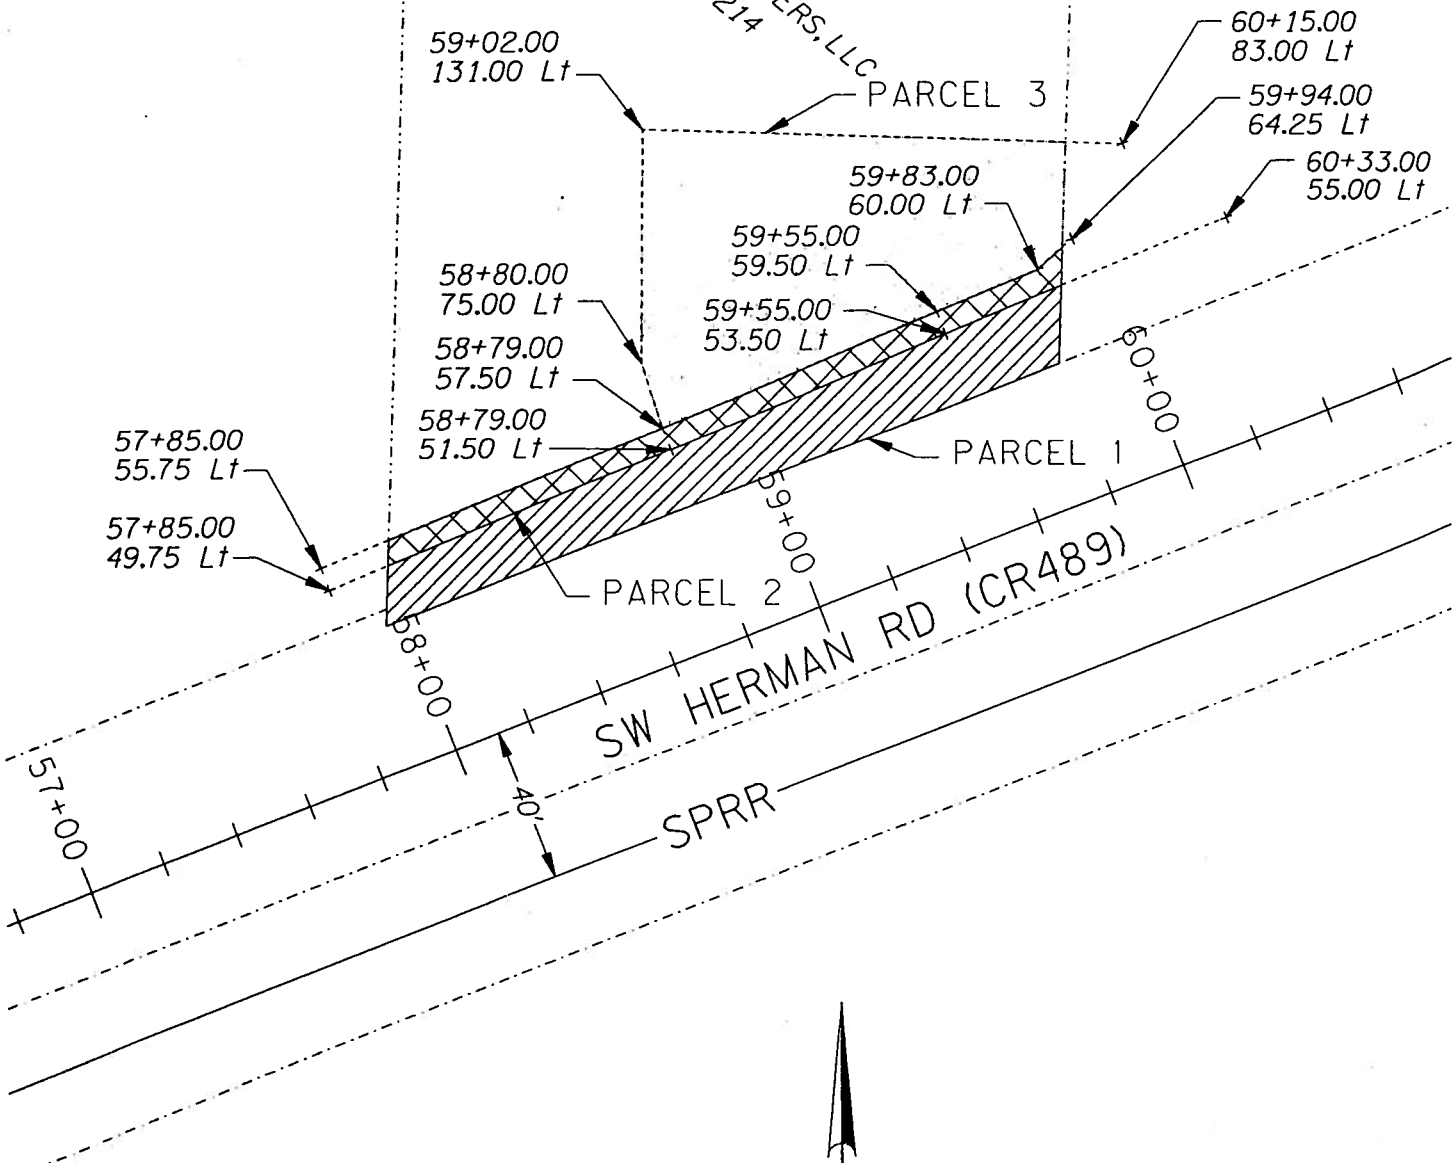 ERS, LLC
214
59+02.00
131.00 Lt
60+15.00
83.00 Lt
PARCEL 3
59+94.00
64.25 Lt
60+33.00
55.00 Lt
59+83.00
60.00 Lt
59+55.00
59.50 Lt
58+80.00
75.00 Lt
59+55.00
53.50 Lt
58+79.00
57.50 Lt
60+00
58+79.00
51.50 Lt
57+85.00
55.75 Lt
PARCEL 1
59+00
57+85.00
49.75 Lt
PARCEL 2
58+00
SW HERMAN RD (CR489)
57+00
40'
SPRR